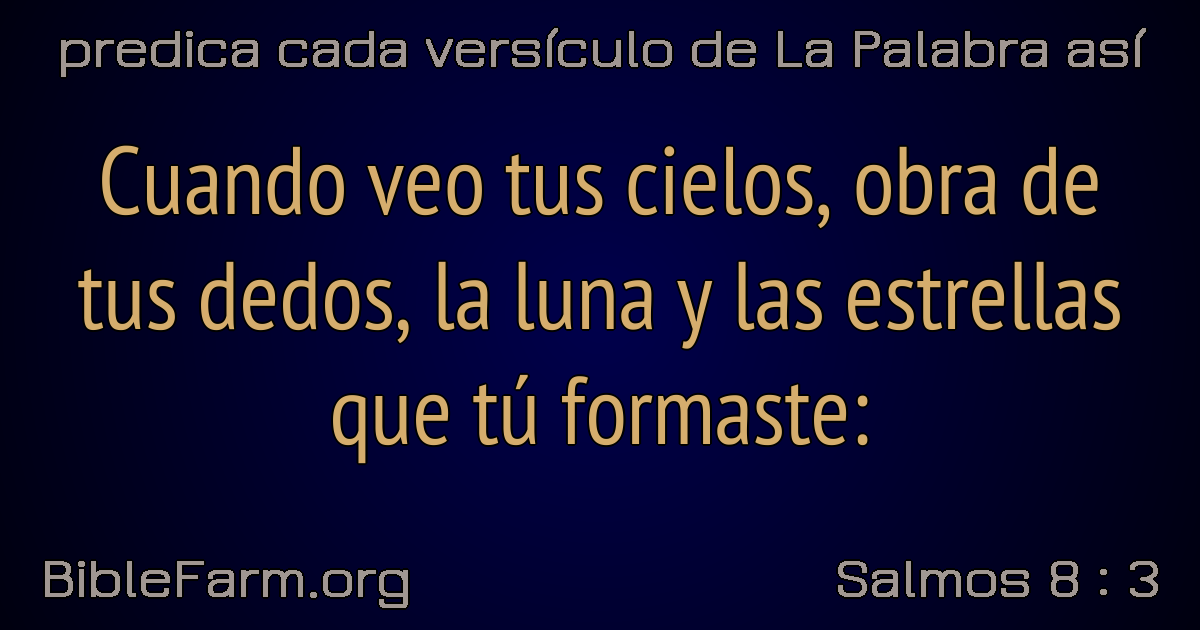 predica cada versículo de La Palabra así
Cuando veo tus cielos, obra de
tus dedos, la luna y las estrellas
que tú formaste:
BibleFarm.org
Salmos 8 : 3